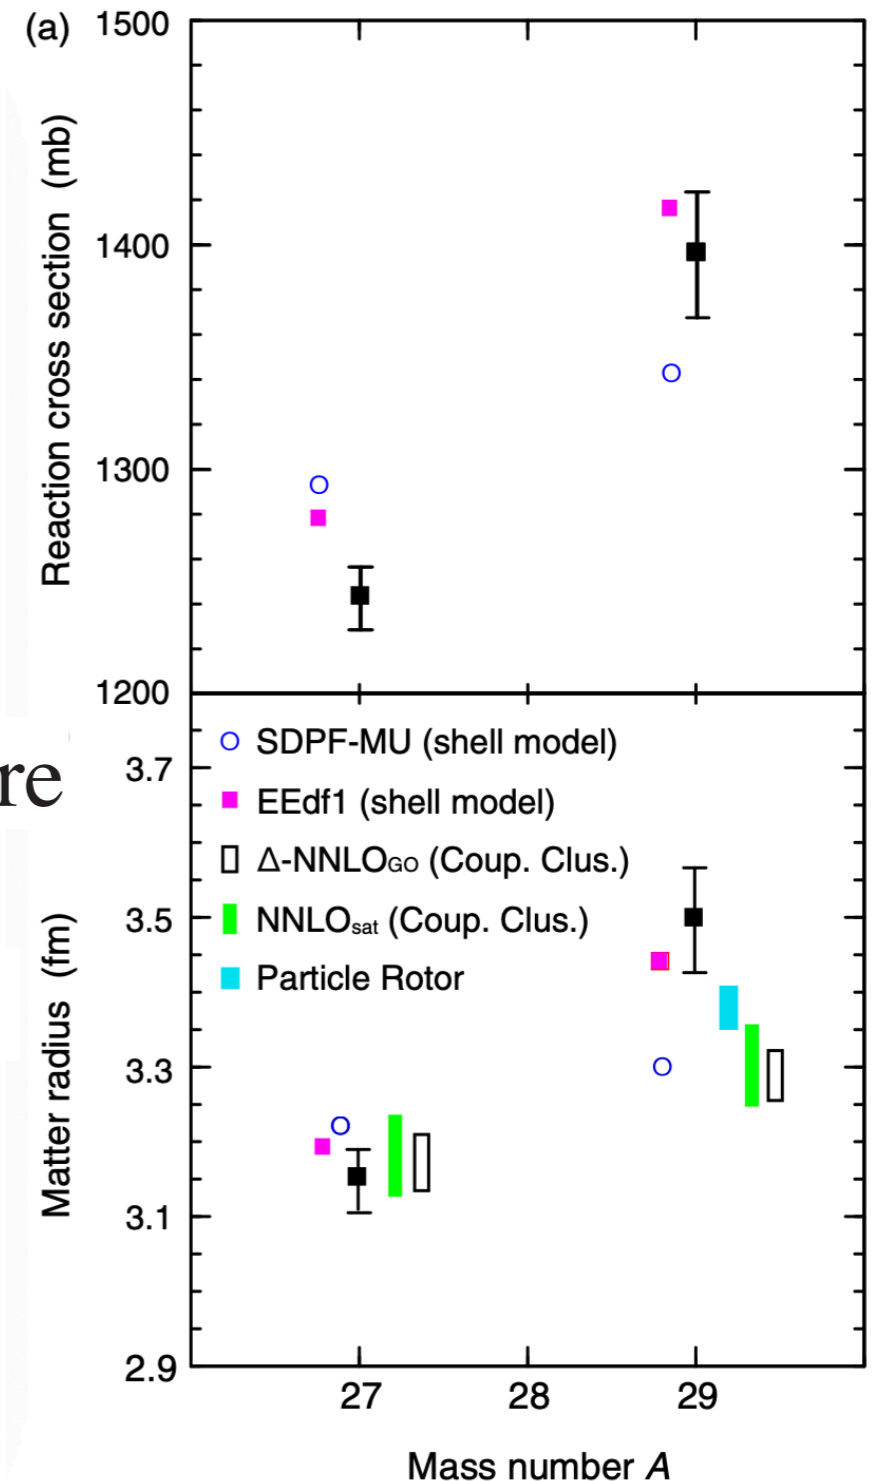 (a)
1500
1400
1300
1200
Reaction cross section (mb)
re
SDPF-MU (shell model)
EEdf1 (shell model)
Δ-NNLOGO (Coup. Clus.)
NNLOsat (Coup. Clus.)
Particle Rotor
3.7
3.5
3.3
3.1
2.9
Matter radius (fm)
27 28 29
Mass number A